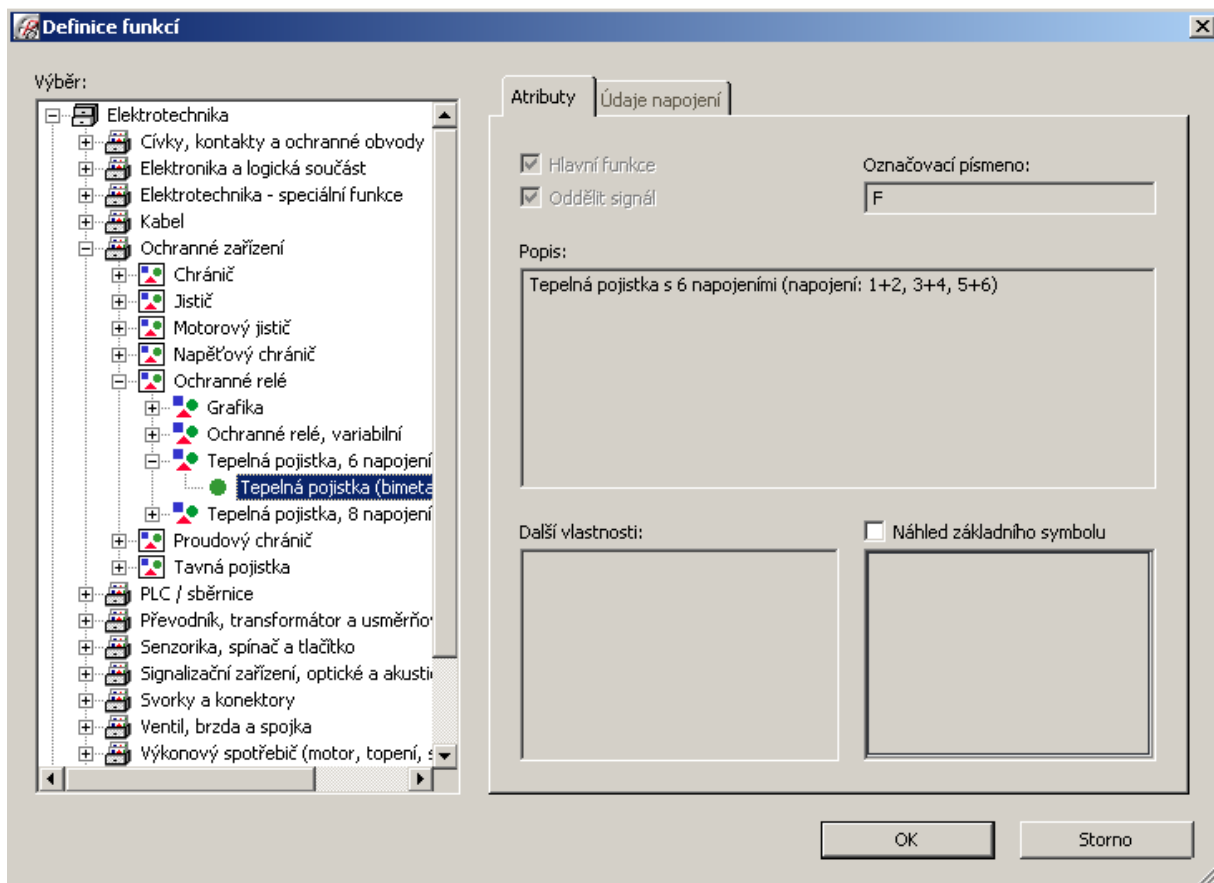 Definice funkcí
Výběr:
Elektrotechnika
Cívky, kontakty a ochranné obvody
Elektronika a logická součást
Elektrotechnika - speciální funkce
Kabel
Ochranné zařízení
Chránič
Jistič
Motorový jistič
Napěťový chránič
Ochranné relé
Grafika
Ochranné relé, variabilní
Tepelná pojistka, 6 napojení
Tepelná pojistka (bimeta
Tepelná pojistka, 8 napojení
Proudový chránič
Tavná pojistka
PLC / sběrnice
Převodník, transformátor a usměrňo
Senzorika, spínač a tlačítko
Signalizační zařízení, optické a akusti
Svorky a konektory
Ventil, brzda a spojka
Výkonový spotřebič (motor, topení, s
Atributy
Údaje napojení
Hlavní funkce
Oddělit signál
Označovací písmeno:
F
Popis:
Tepelná pojistka s 6 napojeními (napojení: 1+2, 3+4, 5+6)
Další vlastnosti:
Náhled základního symbolu
OK
Storno